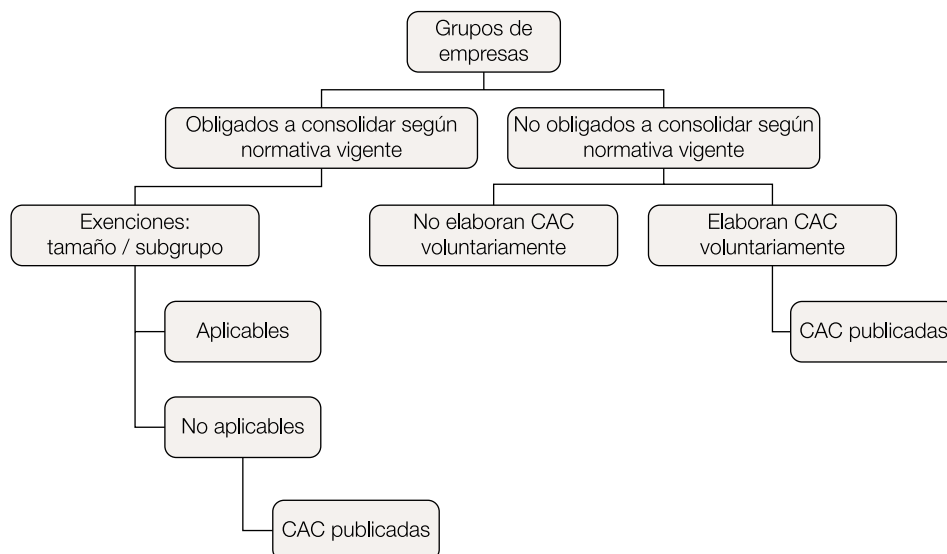 Grupos de
empresas
Obligados a consolidar según
normativa vigente
No obligados a consolidar según
normativa vigente
Exenciones:
tamaño / subgrupo
No elaboran CAC
voluntariamente
Elaboran CAC
voluntariamente
Aplicables
CAC publicadas
No aplicables
CAC publicadas